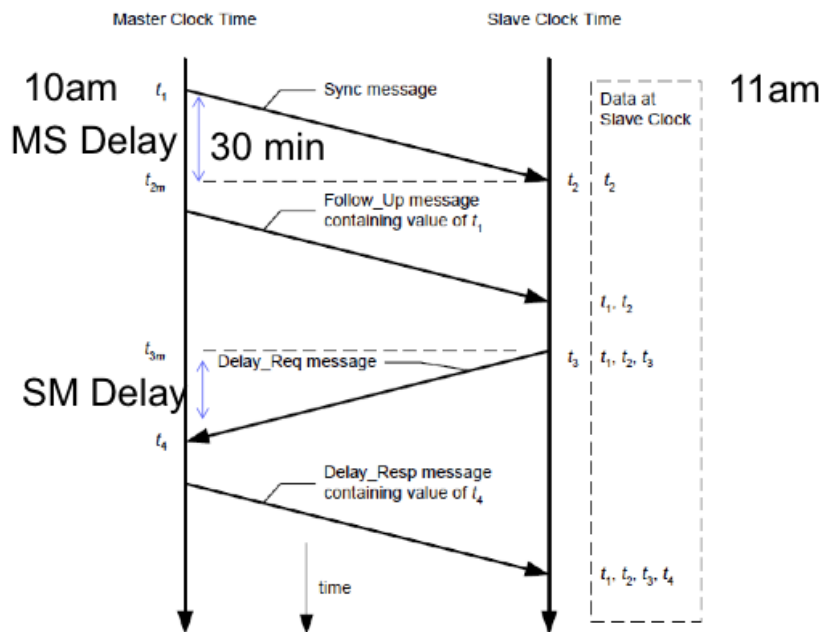 Master Clock Time
Slave Clock Time
10am
t1
Sync message
Data at
Slave Clock
11am
MS Delay
30 min
t2m
t2
t2
Follow_Up message
containing value of t1
t1, t2
t3m
Delay_Req message
t3
t1, t2, t3
SM Delay
t4
Delay_Resp message
containing value of t4
t1, t2, t3, t4
time